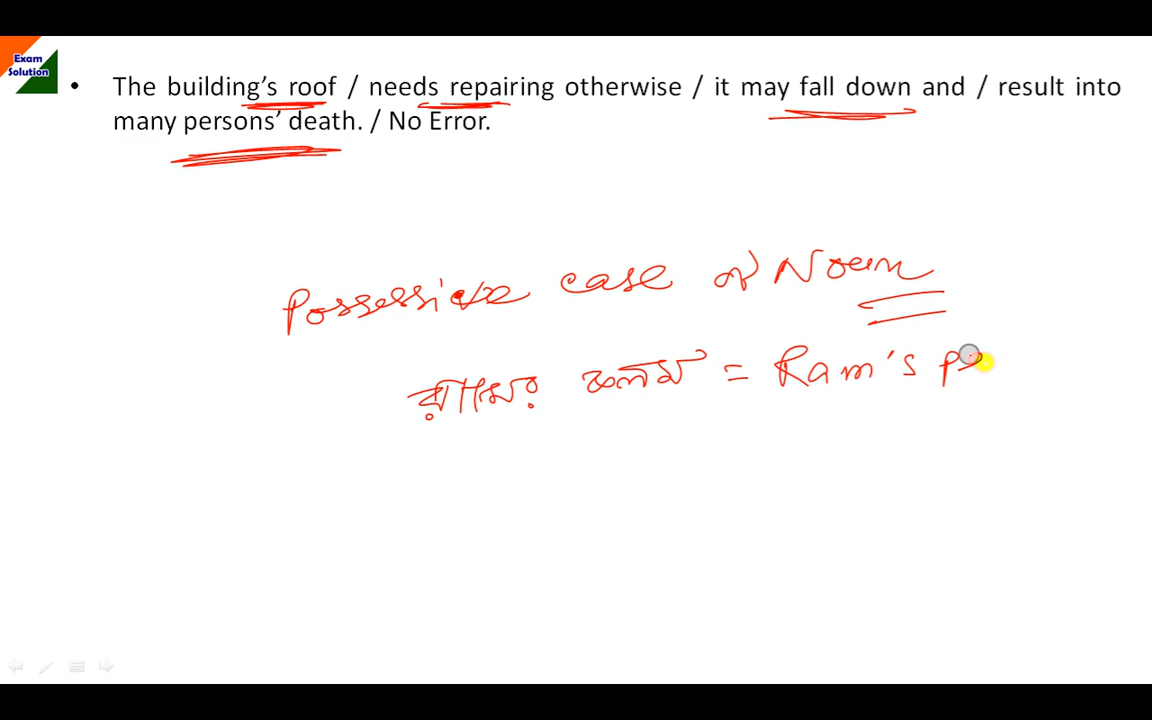 Exam
Solution
• The building's roof / needs repairing otherwise / it may fall down and / result into
many persons' death. / No Error.
Possessive case of Noun
রামের কলম = Ram's Pe